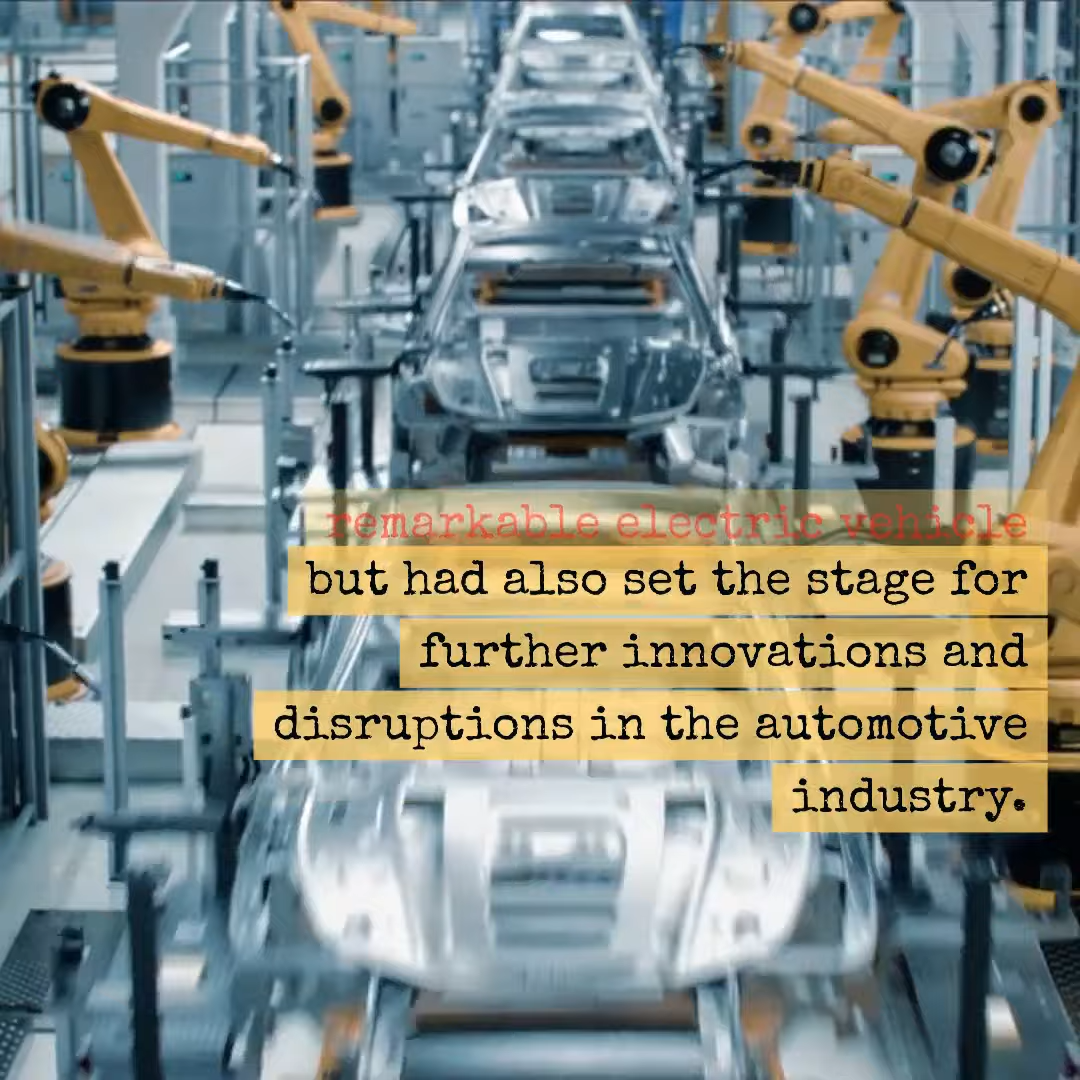 remarkable electric vehicle
but had also set the stage for
further innovations and
disruptions in the automotive
industry.